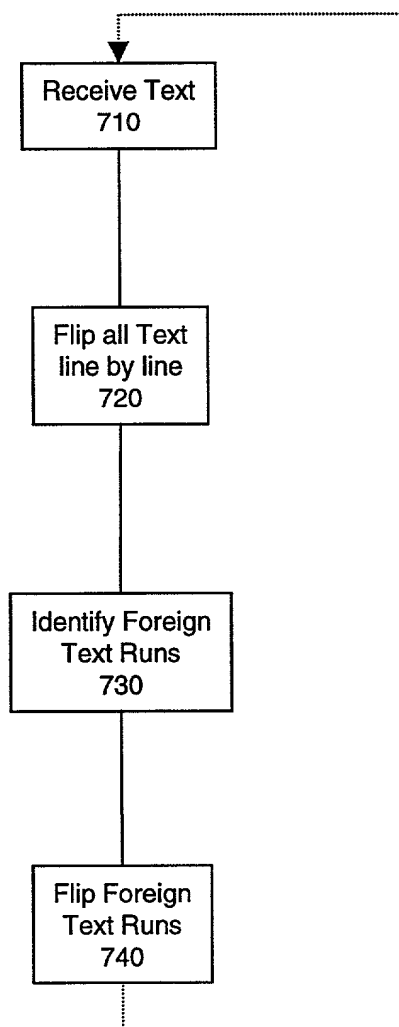 Receive Text
710
Flip all Text
line by line
720
Identify Foreign
Text Runs
730
Flip Foreign
Text Runs
740